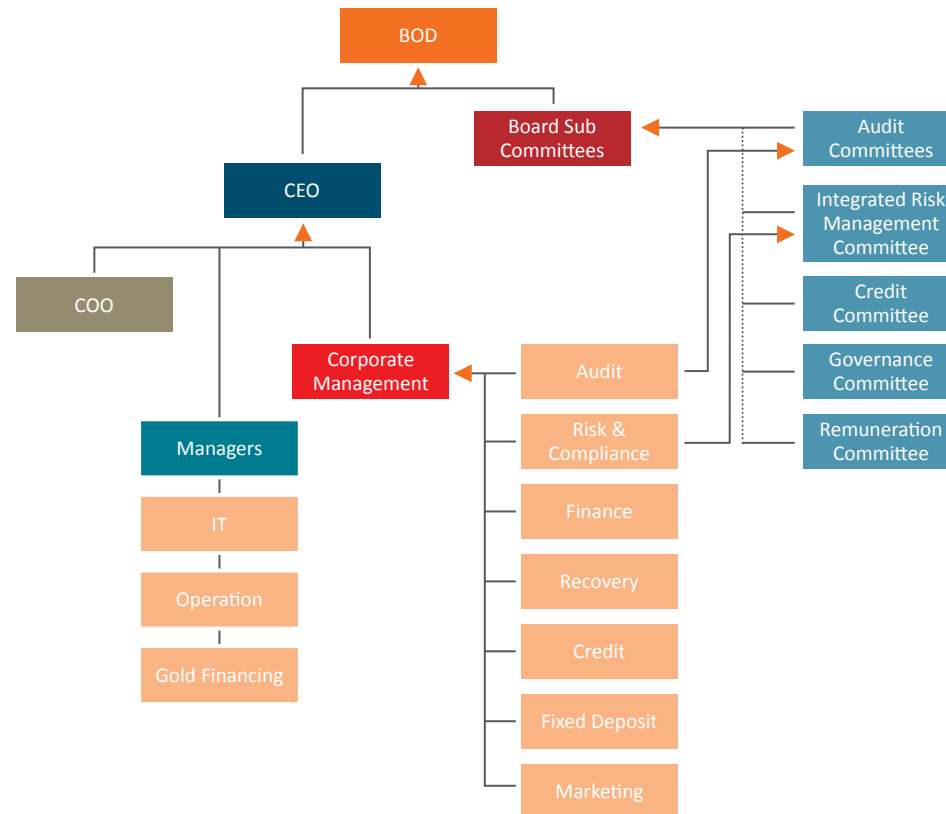 BOD
Board Sub
Committees
Audit
Committees
CEO
Integrated Risk
Management
Committee
COO
Credit
Committee
Corporate
Management
Audit
Governance
Committee
Managers
Risk &
Compliance
Remuneration
Committee
IT
Finance
Operation
Recovery
Gold Financing
Credit
Fixed Deposit
Marketing